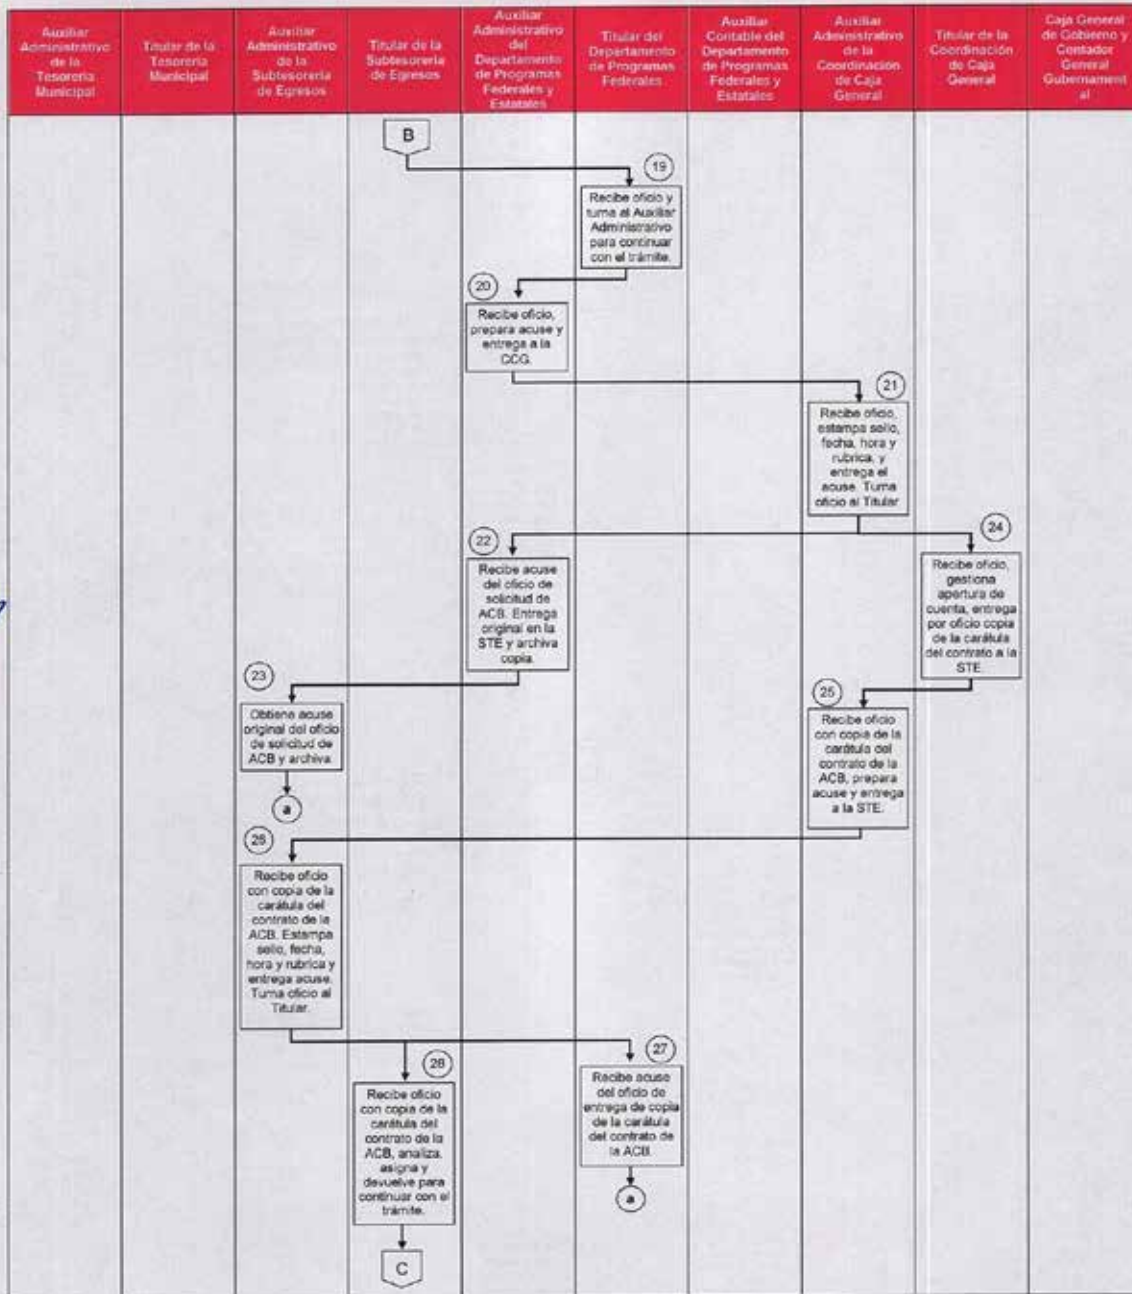 Auxiliar
Administrativo
de la
Tesorería
Municipal
Titular de la
Tesorería
Municipal
Auxiliar
Administrativo
de la
Subtesorería
de Egresos
Titular de la
Subtesorería
de Egresos
Auxiliar
Administrativo
del
Departamento
de Programas
Federales y
Estatales
Titular del
Departamento
de Programas
Federales
Auxiliar
Contable del
Departamento
de Programas
Federales y
Estatales
Auxiliar
Administrativo
de la
Coordinación
de Caja
General
Titular de la
Coordinación
de Caja
General
Caja General
de Gobierno y
Contador
General
Gubernament
al
B
19
Recibe oficio y
turna al Auxiliar
Administrativo
para continuar
con el trámite.
20
Recibe oficio,
prepara acuse y
entrega a la
CCG.
21
Recibe oficio,
estampa sello,
fecha, hora y
rubrica, y
entrega el
acuse. Turna
oficio al Titular
22
Recibe acuse
del oficio de
solicitud de
ACB. Entrega
original en la
STE y archiva
copia.
24
Recibe oficio,
gestiona
apertura de
cuenta, entrega
por oficio copia
de la carátula
del contrato a la
STE.
23
Obtiene acuse
original del oficio
de solicitud de
ACB y archiva.
a
25
Recibe oficio
con copia de la
carátula del
contrato de la
ACB, prepara
acuse y entrega
a la STE.
26
Recibe oficio
con copia de la
carátula del
contrato de la
ACB. Estampa
sello, fecha,
hora y rubrica y
entrega acuse.
Turna oficio al
Titular.
28
Recibe oficio
con copia de la
carátula del
contrato de la
ACB, analiza,
asigna y
devuelve para
continuar con el
trámite.
C
27
Recibe acuse
del oficio de
entrega de copia
de la carátula
del contrato de
la ACB.
a